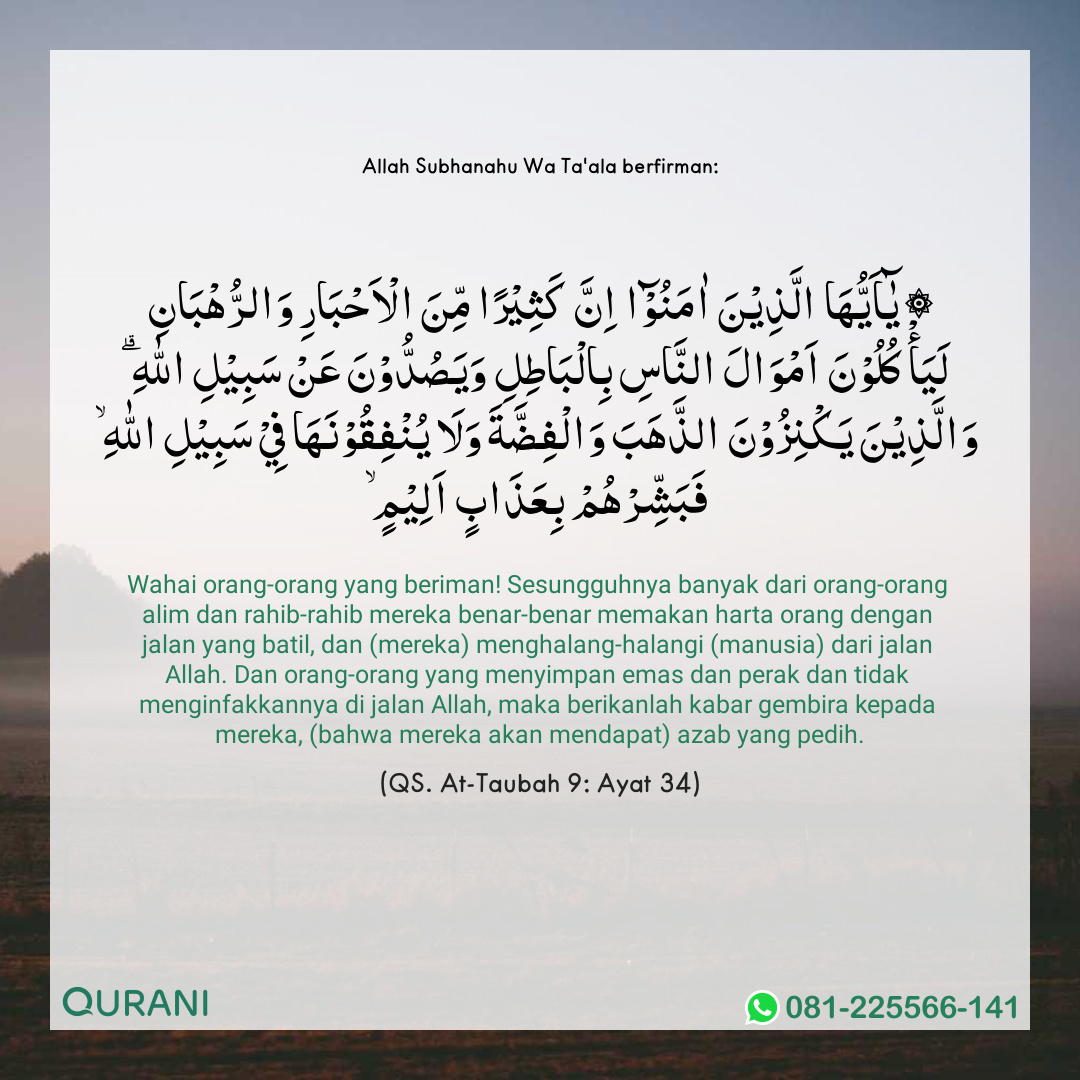 Allah Subhanahu Wa Ta'ala berfirman:
۞ يٰۤاَيُّهَا الَّذِيْنَ اٰمَنُوْۤا اِنَّ كَثِيْرًا مِّنَ الْاَحْبَارِ وَالرُّهْبَانِ
لَيَأْكُلُوْنَ اَمْوَالَ النَّاسِ بِالْبَاطِلِ وَيَصُدُّوْنَ عَنْ سَبِيْلِ اللّٰهِ ۗ
وَالَّذِيْنَ يَكْنِزُوْنَ الذَّهَبَ وَالْفِضَّةَ وَلَا يُنْفِقُوْنَهَا فِيْ سَبِيْلِ اللّٰهِ ۙ
فَبَشِّرْهُمْ بِعَذَابٍ اَلِيْمٍ ۙ
Wahai orang-orang yang beriman! Sesungguhnya banyak dari orang-orang
alim dan rahib-rahib mereka benar-benar memakan harta orang dengan
jalan yang batil, dan (mereka) menghalang-halangi (manusia) dari jalan
Allah. Dan orang-orang yang menyimpan emas dan perak dan tidak
menginfakkannya di jalan Allah, maka berikanlah kabar gembira kepada
mereka, (bahwa mereka akan mendapat) azab yang pedih.
(QS. At-Taubah 9: Ayat 34)
QURANI
081-225566-141